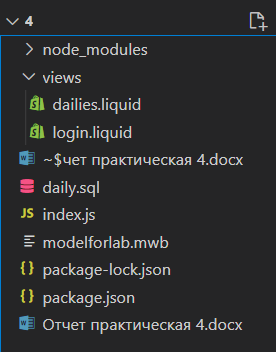 4
node_modules
views
dailies.liquid
login.liquid
~$чет практическая 4.docx
daily.sql
JS index.js
modelforlab.mwb
{} package-lock.json
{} package.json
Отчет практическая 4.docx